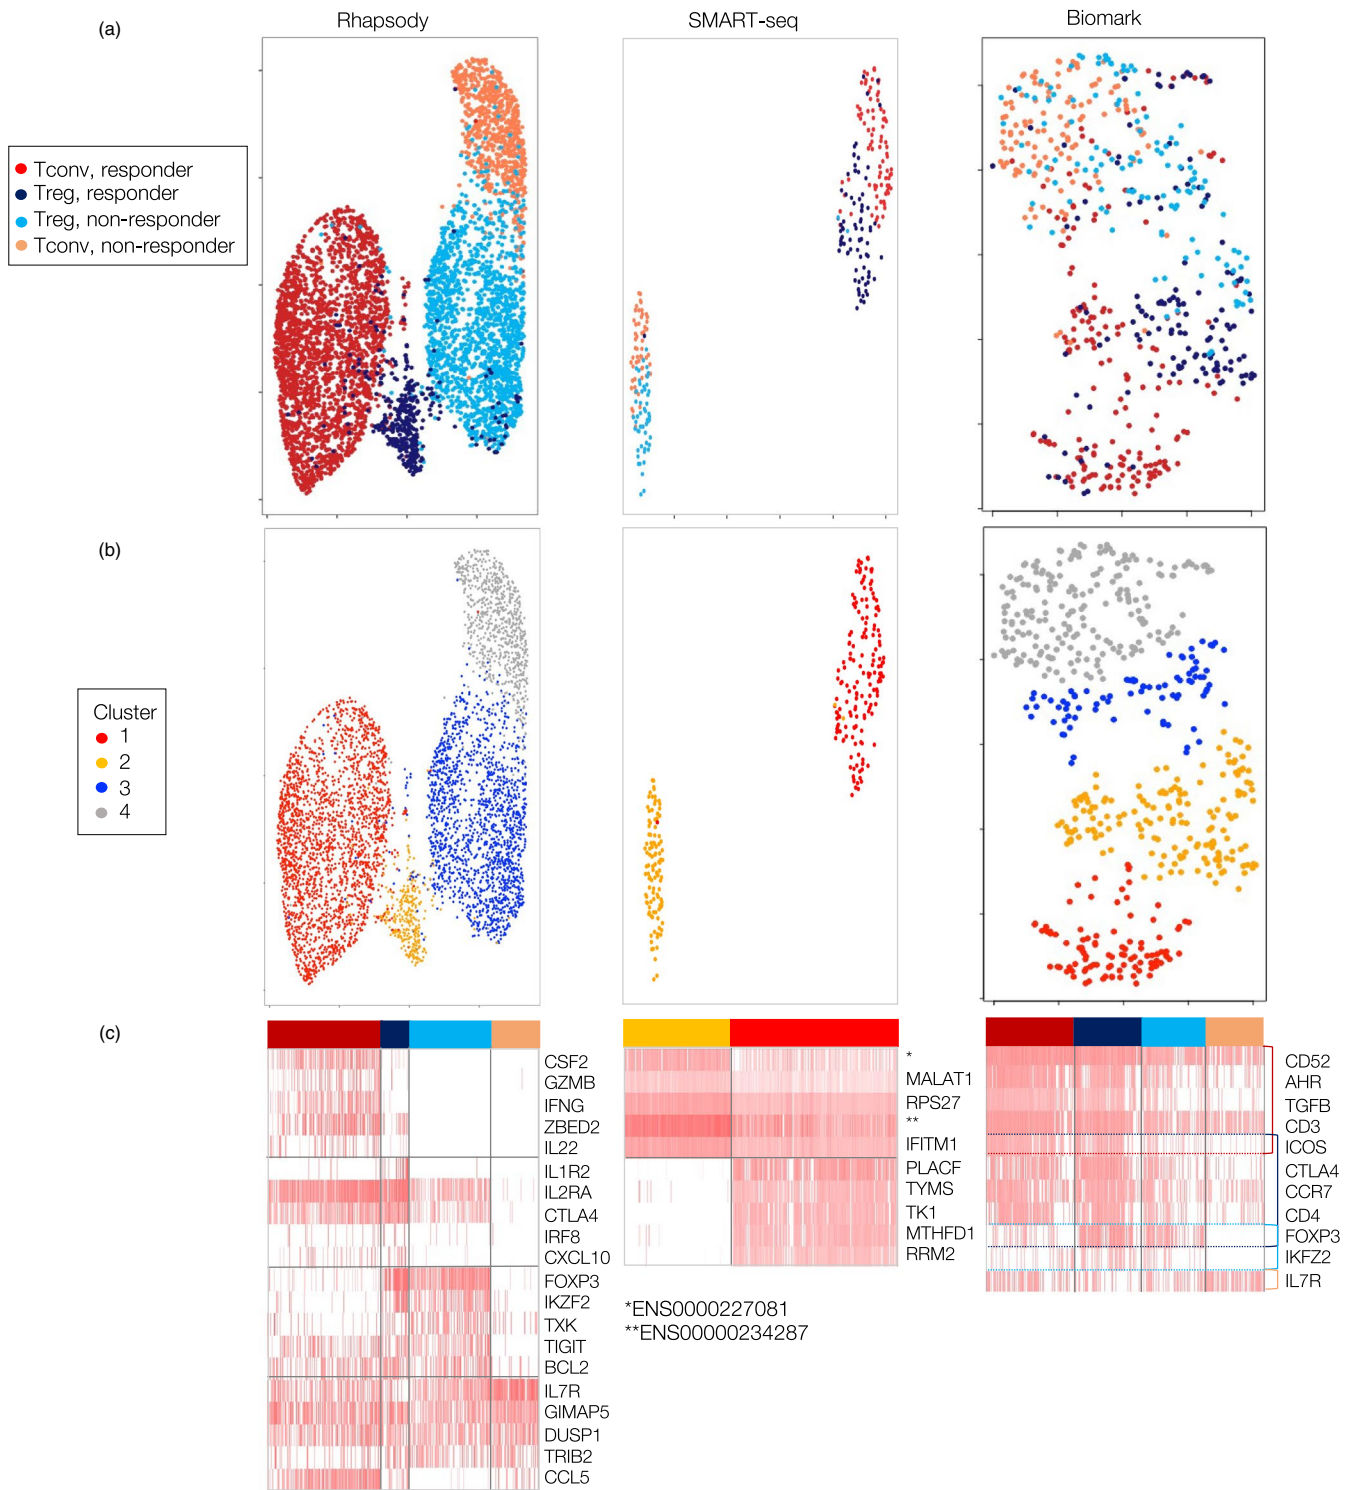 (a)
Rhapsody
SMART-seq
Biomark
Tconv, responder
Treg, responder
Treg, non-responder
Tconv, non-responder
(b)
Cluster
1
2
3
4
(c)
CSF2
GZMB
IFNG
ZBED2
IL22
IL1R2
IL2RA
CTLA4
IRF8
CXCL10
FOXP3
IKZF2
TXK
TIGIT
BCL2
IL7R
GIMAP5
DUSP1
TRIB2
CCL5
*
MALAT1
RPS27
**
IFITM1
PLACF
TYMS
TK1
MTHFD1
RRM2
*ENS0000227081
**ENS00000234287
CD52
AHR
TGFB
CD3
ICOS
CTLA4
CCR7
CD4
FOXP3
IKFZ2
IL7R